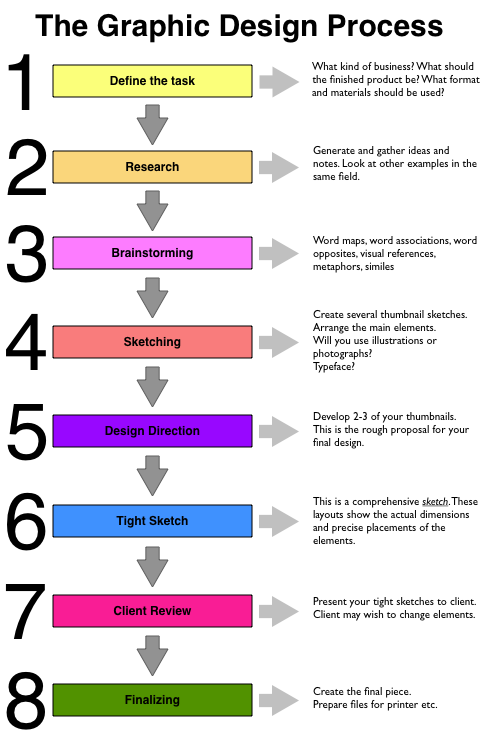 The Graphic Design Process
1
Define the task
What kind of business? What should
the finished product be? What format
and materials should be used?
2
Research
Generate and gather ideas and
notes. Look at other examples in the
same field.
3
Brainstorming
Word maps, word associations, word
opposites, visual references,
metaphors, similes
4
Sketching
Create several thumbnail sketches.
Arrange the main elements.
Will you use illustrations or
photographs?
Typeface?
5
Design Direction
Develop 2-3 of your thumbnails.
This is the rough proposal for your
final design.
6
Tight Sketch
This is a comprehensive sketch. These
layouts show the actual dimensions
and precise placements of the
elements.
7
Client Review
Present your tight sketches to client.
Client may wish to change elements.
8
Finalizing
Create the final piece.
Prepare files for printer etc.